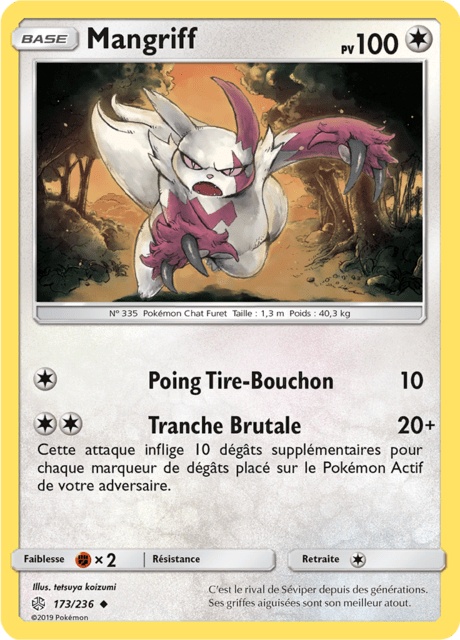 BASE Mangriff PV 100
N° 335 Pokémon Chat Furet Taille : 1,3 m Poids : 40,3 kg
Poing Tire-Bouchon 10
Tranche Brutale 20+
Cette attaque inflige 10 dégâts supplémentaires pour
chaque marqueur de dégâts placé sur le Pokémon Actif
de votre adversaire.
Faiblesse ×2 Résistance Retraite
Illus. tetsuya koizumi
173/236
©2019 Pokémon
C'est le rival de Séviper depuis des générations.
Ses griffes aiguisées sont son meilleur atout.